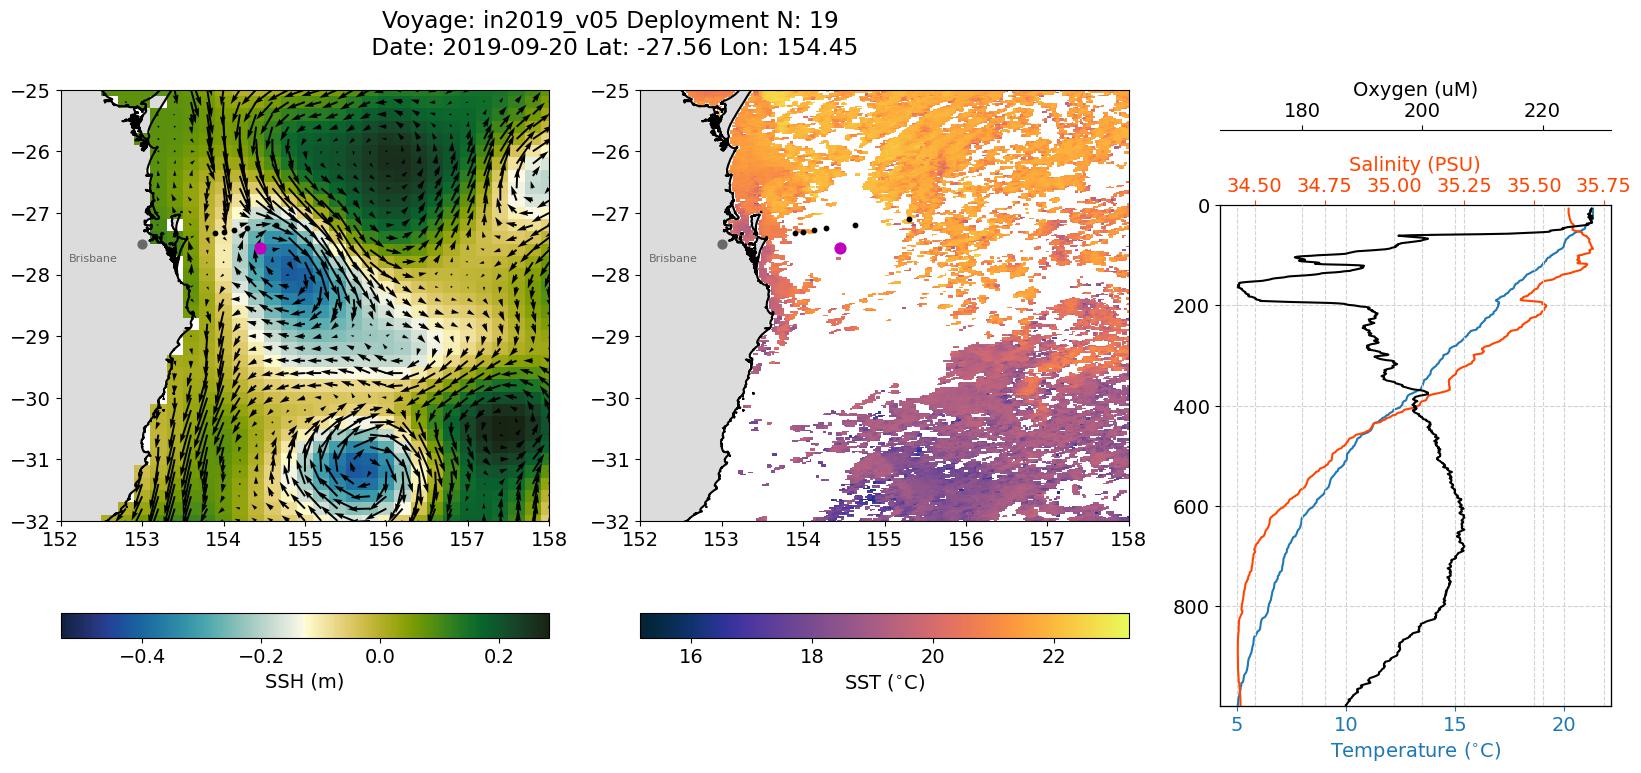 Voyage: in2019_v05 Deployment N: 19
Date: 2019-09-20 Lat: -27.56 Lon: 154.45
−25
−26
−27
−28
−29
−30
−31
−32
152 153 154 155 156 157 158
Brisbane
−0.4 −0.2 0.0 0.2
SSH (m)
−25
−26
−27
−28
−29
−30
−31
−32
152 153 154 155 156 157 158
Brisbane
16 18 20 22
SST (°C)
Oxygen (uM)
180 200 220
Salinity (PSU)
34.50 34.75 35.00 35.25 35.50 35.75
0
200
400
600
800
5 10 15 20
Temperature (°C)